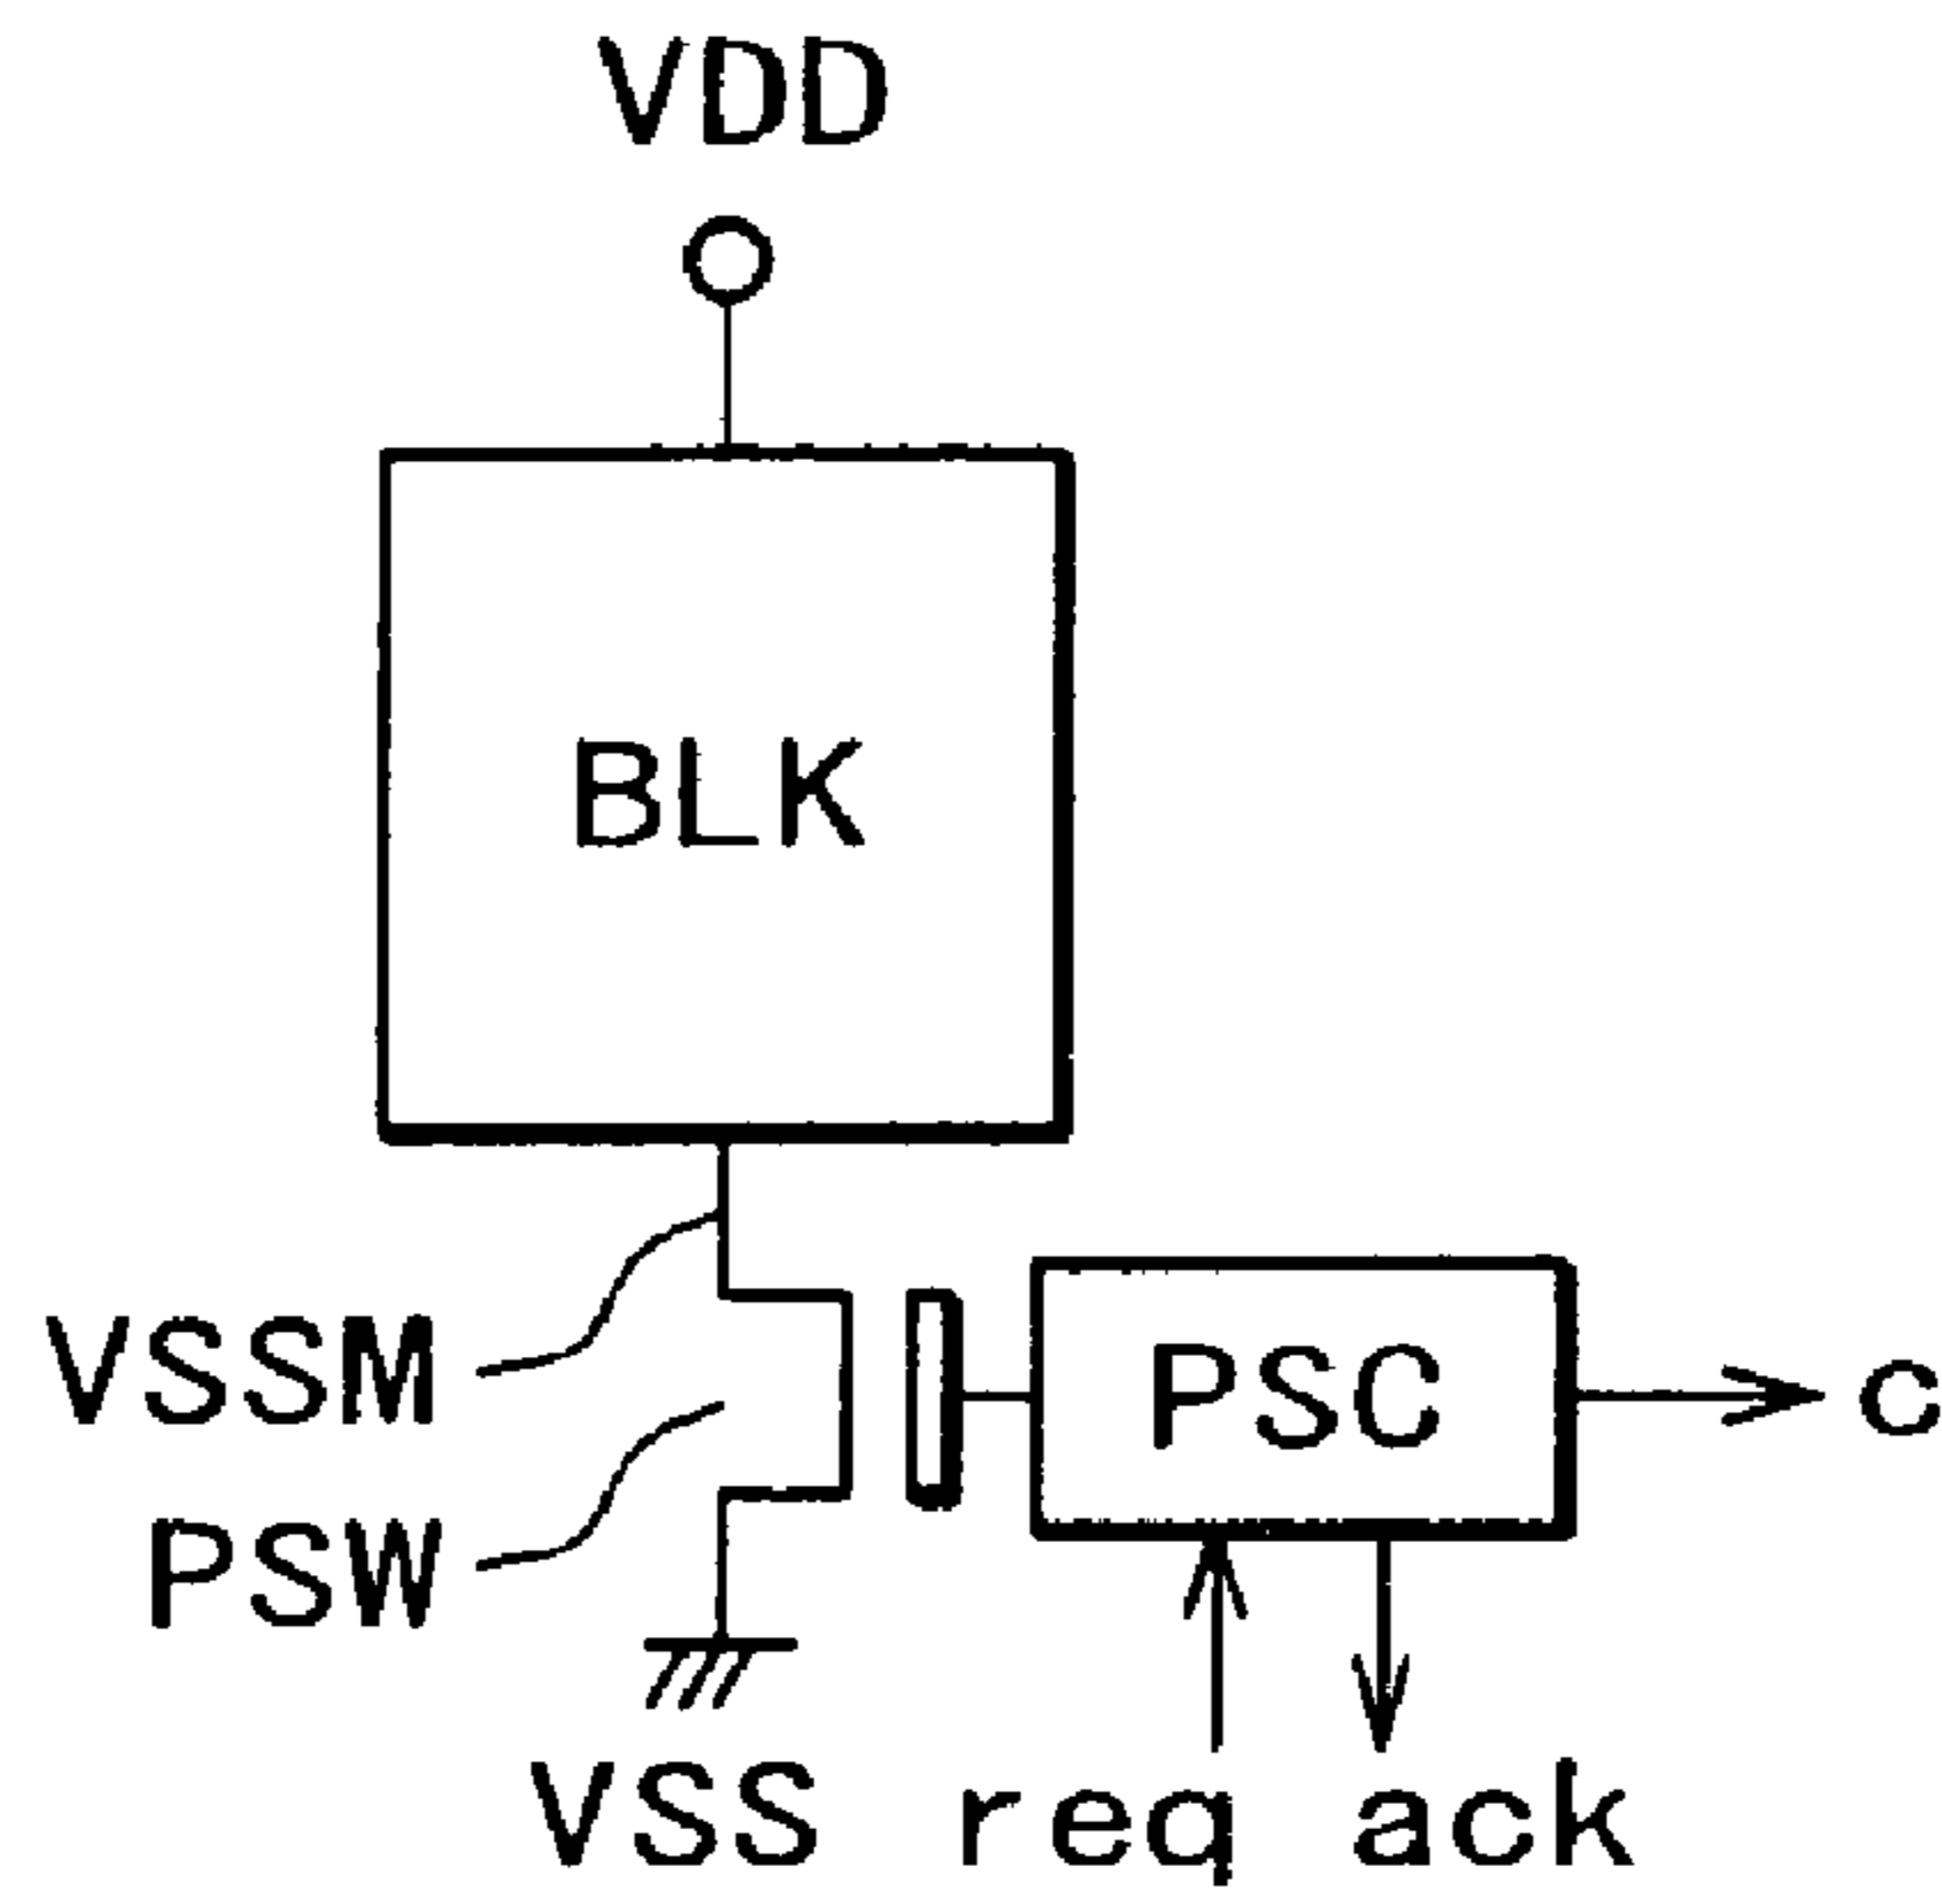 VDD
BLK
VSSM
PSC
c
PSW
VSS
req
ack